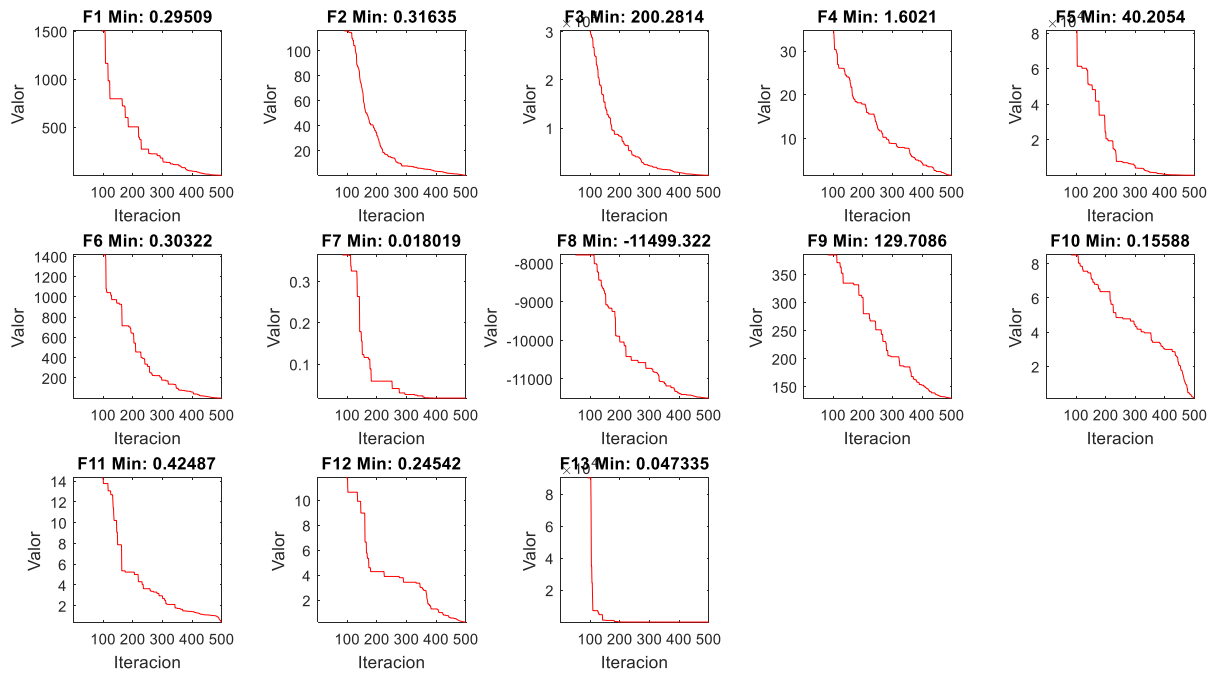 F1 Min: 0.29509
1500
1000
500
Valor
100 200 300 400 500
Iteracion
F2 Min: 0.31635
100
80
60
40
20
Valor
100 200 300 400 500
Iteracion
F3 Min: 200.2814
3
2
1
Valor
100 200 300 400 500
Iteracion
F4 Min: 1.6021
30
20
10
Valor
100 200 300 400 500
Iteracion
F5 Min: 40.2054
8
6
4
2
Valor
100 200 300 400 500
Iteracion
F6 Min: 0.30322
1400
1200
1000
800
600
400
200
Valor
100 200 300 400 500
Iteracion
F7 Min: 0.018019
0.3
0.2
0.1
Valor
100 200 300 400 500
Iteracion
F8 Min: -11499.322
-8000
-9000
-10000
-11000
Valor
100 200 300 400 500
Iteracion
F9 Min: 129.7086
350
300
250
200
150
Valor
100 200 300 400 500
Iteracion
F10 Min: 0.15588
8
6
4
2
Valor
100 200 300 400 500
Iteracion
F11 Min: 0.42487
14
12
10
8
6
4
2
Valor
100 200 300 400 500
Iteracion
F12 Min: 0.24542
10
8
6
4
2
Valor
100 200 300 400 500
Iteracion
F13 Min: 0.047335
8
6
4
2
Valor
100 200 300 400 500
Iteracion